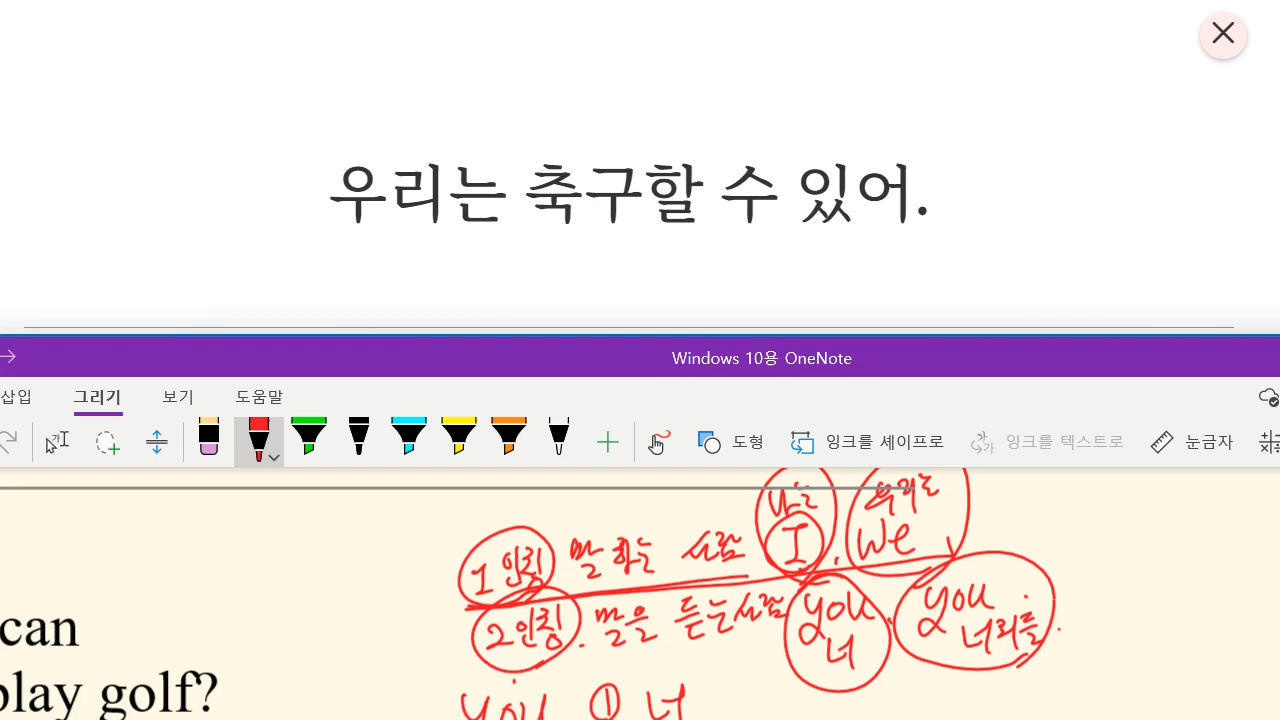 우리는 축구할 수 있어.
Windows 10용 OneNote
삽입 그리기 보기 도움말
도형 잉크를 셰이프로 잉크를 텍스트로 눈금자
나는 우리는
1인칭 말하는 사람 I, We
2인칭. 말을 듣는 사람 you, you
너 너희들.
can
play golf?
you ① 너